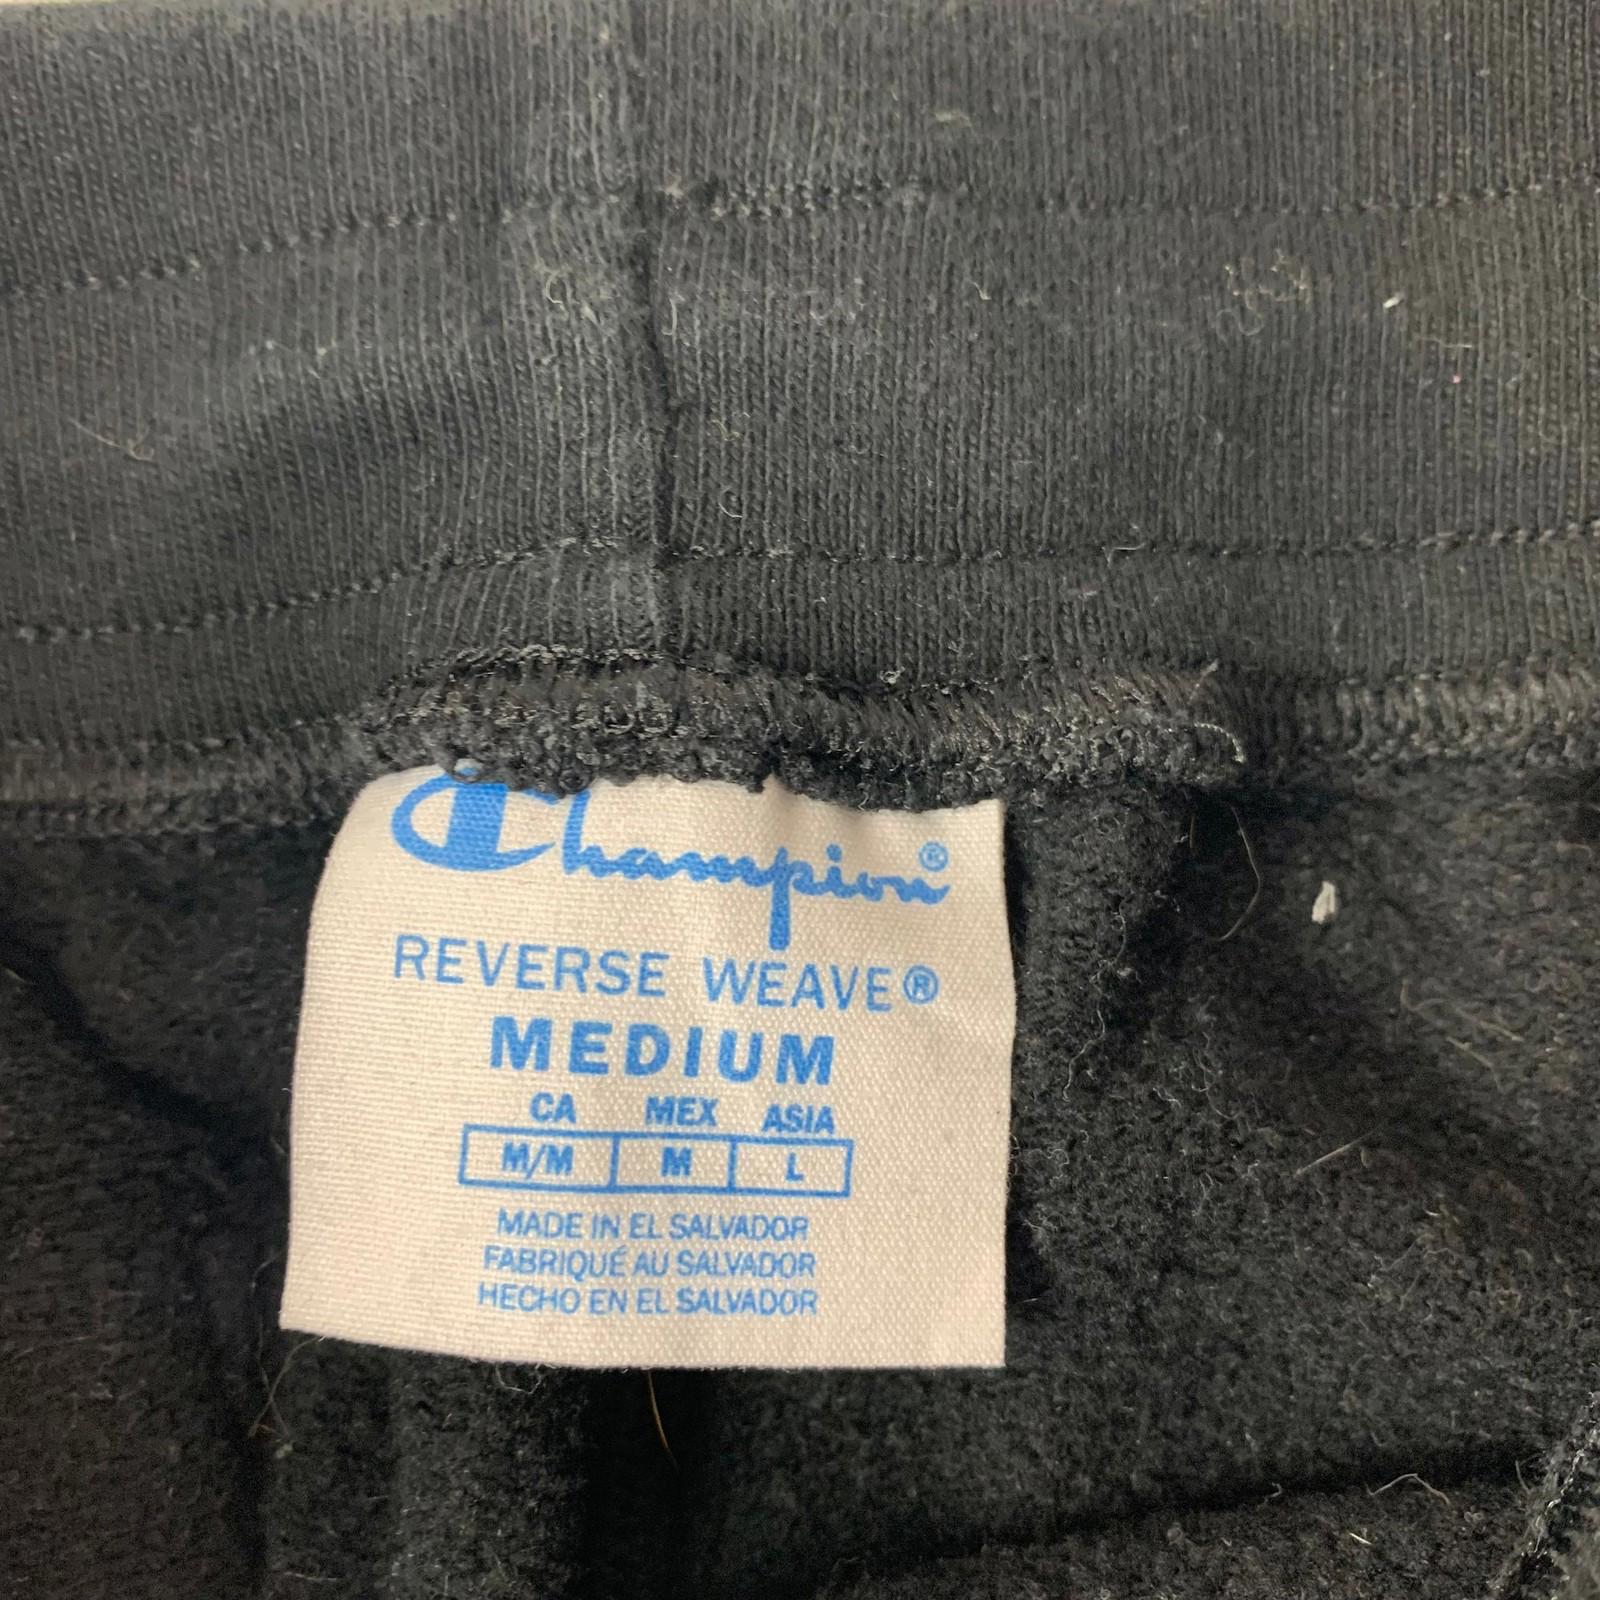 Champion®
REVERSE WEAVE®
MEDIUM
CA MEX ASIA
M/M M L
MADE IN EL SALVADOR
FABRIQUÉ AU SALVADOR
HECHO EN EL SALVADOR